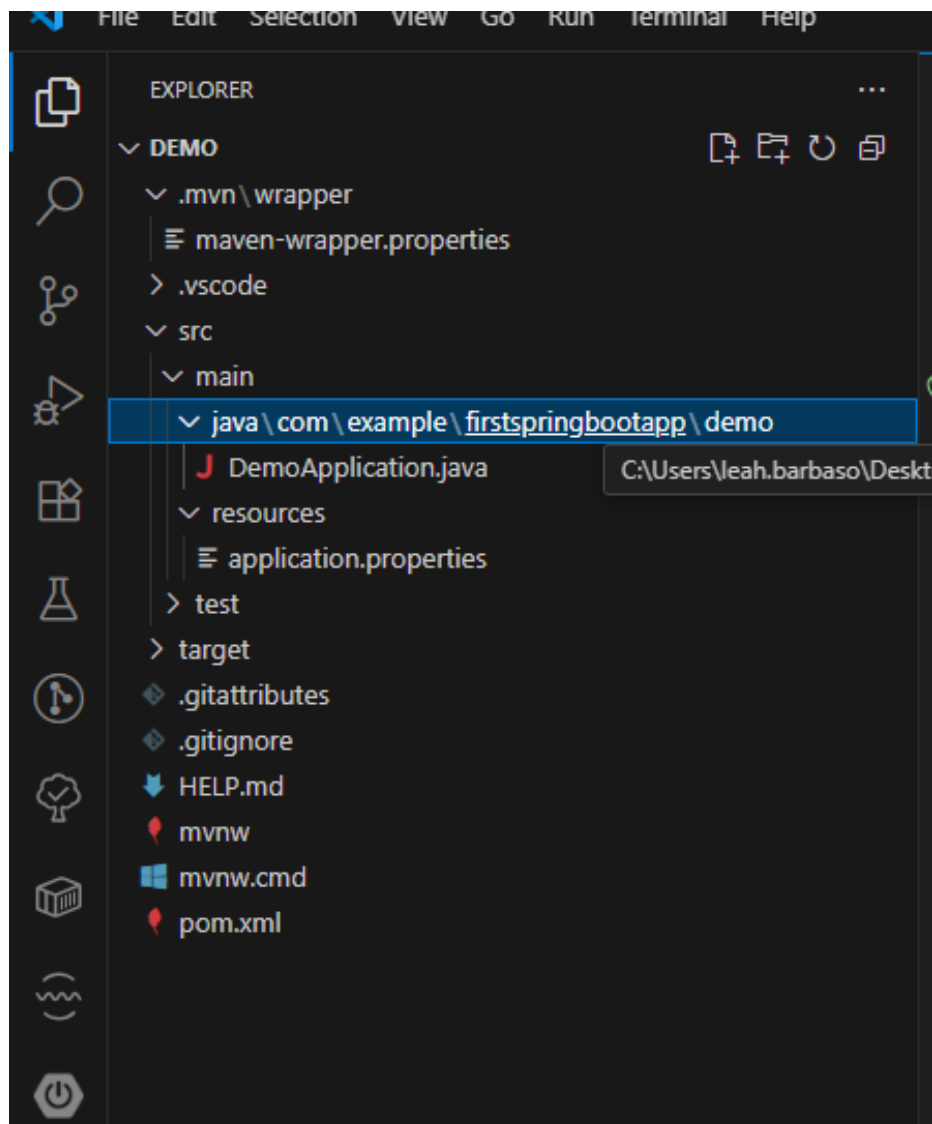 File Edit Selection View Go Run Terminal Help
EXPLORER
DEMO
.mvn\wrapper
maven-wrapper.properties
.vscode
src
main
java\com\example\firstspringbootapp\demo
J DemoApplication.java
C:\Users\leah.barbaso\Deskt
resources
application.properties
test
target
.gitattributes
.gitignore
HELP.md
mvnw
mvnw.cmd
pom.xml